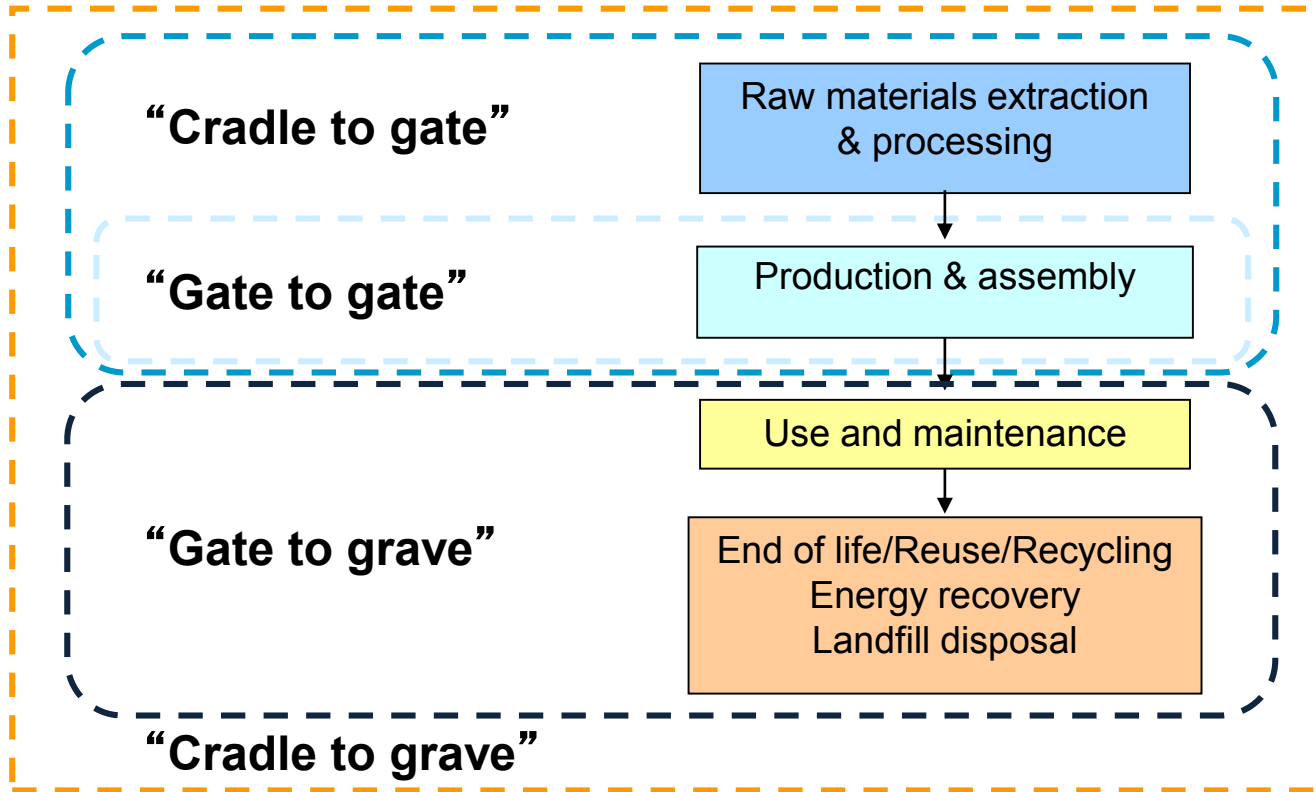 “Cradle to gate”
Raw materials extraction
& processing
“Gate to gate”
Production & assembly
Use and maintenance
“Gate to grave”
End of life/Reuse/Recycling
Energy recovery
Landfill disposal
“Cradle to grave”